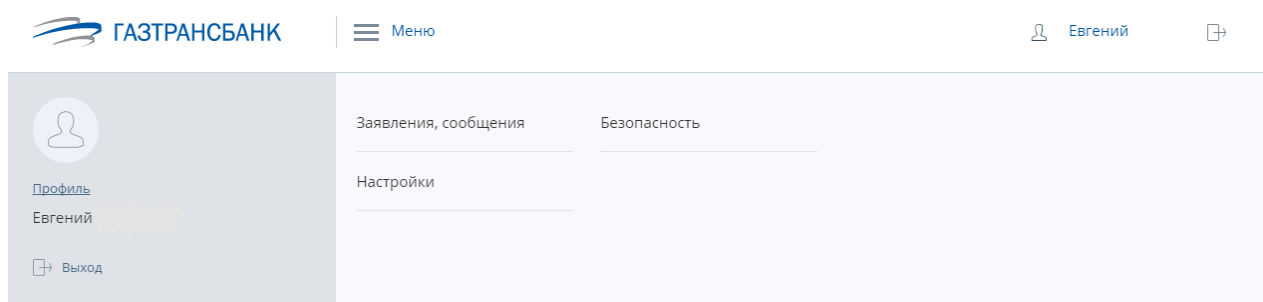 ГАЗТРАНСБАНК
Меню
Евгений
Заявления, сообщения
Безопасность
Профиль
Настройки
Евгений
Выход